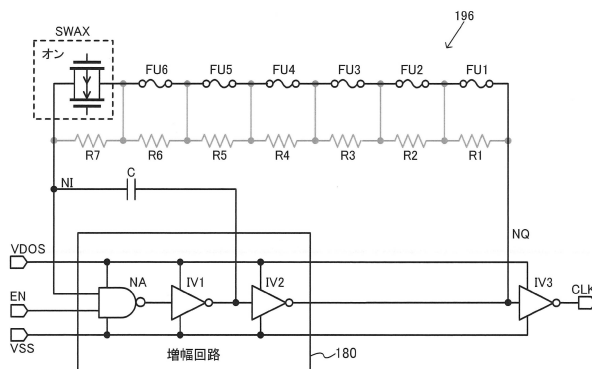 SWAX
オン
196
FU6
FU5
FU4
FU3
FU2
FU1
R7
R6
R5
R4
R3
R2
R1
NI
C
NQ
VDOS
NA
IV1
IV2
IV3
CLK
EN
VSS
増幅回路
180